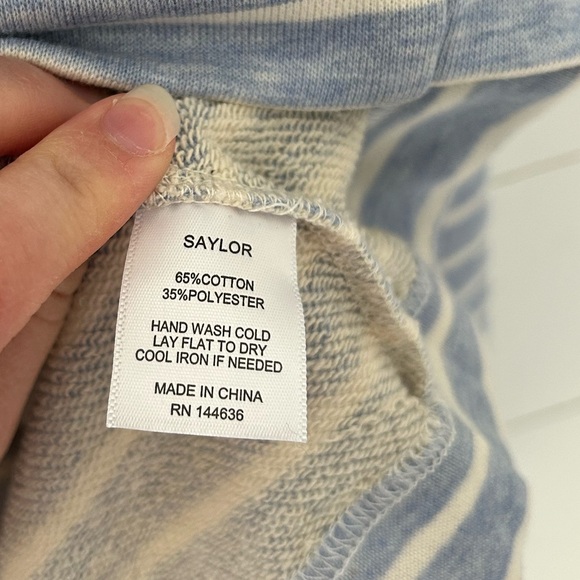 SAYLOR
65%COTTON
35%POLYESTER
HAND WASH COLD
LAY FLAT TO DRY
COOL IRON IF NEEDED
MADE IN CHINA
RN 144636